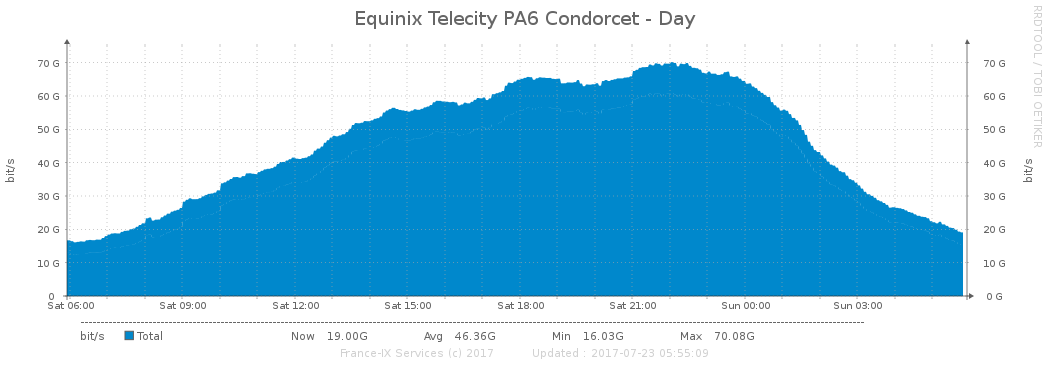 Equinix Telecity PA6 Condorcet - Day
RRDTOOL / TOBI OETIKER
bit/s
70 G 70 G
60 G 60 G
50 G 50 G
40 G 40 G
30 G 30 G
20 G 20 G
10 G 10 G
0 0 G
bit/s
Sat 06:00 Sat 09:00 Sat 12:00 Sat 15:00 Sat 18:00 Sat 21:00 Sun 00:00 Sun 03:00
bit/s Total Now 19.00G Avg 46.36G Min 16.03G Max 70.08G
France-IX Services (c) 2017 Updated : 2017-07-23 05:55:09